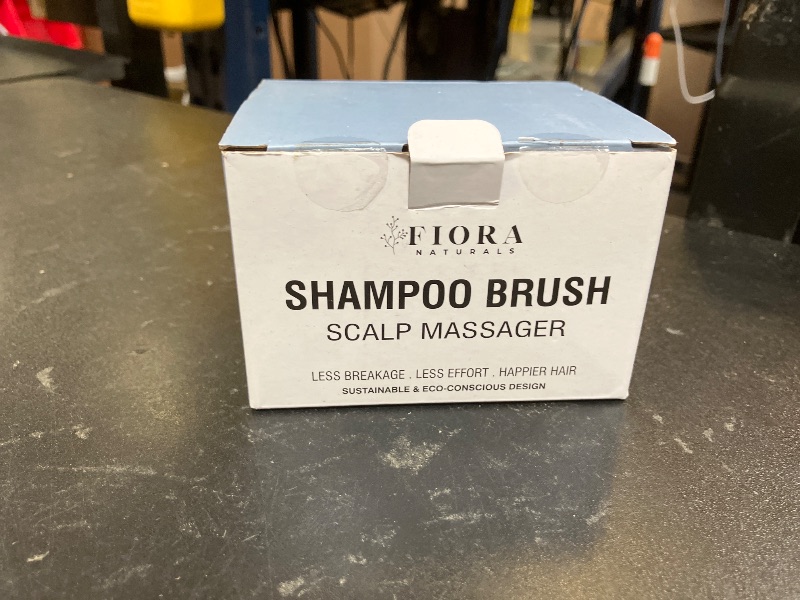 FIORA
NATURALS
SHAMPOO BRUSH
SCALP MASSAGER
LESS BREAKAGE . LESS EFFORT . HAPPIER HAIR
SUSTAINABLE & ECO-CONSCIOUS DESIGN